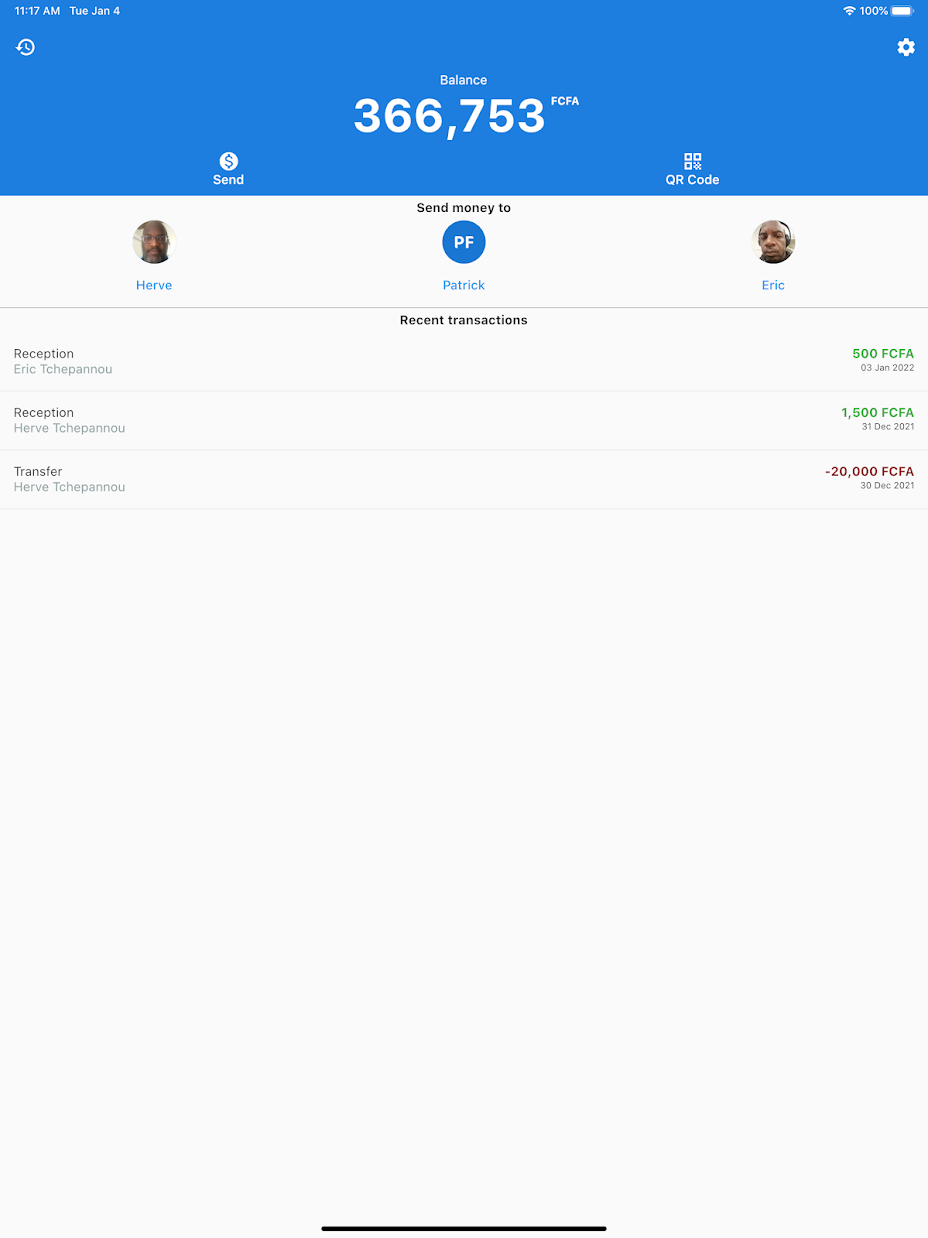 11:17 AM Tue Jan 4 100%
Balance
366,753 FCFA
Send QR Code
Send money to
PF
Herve Patrick Eric
Recent transactions
Reception 500 FCFA
Eric Tchepannou 03 Jan 2022
Reception 1,500 FCFA
Herve Tchepannou 31 Dec 2021
Transfer -20,000 FCFA
Herve Tchepannou 30 Dec 2021